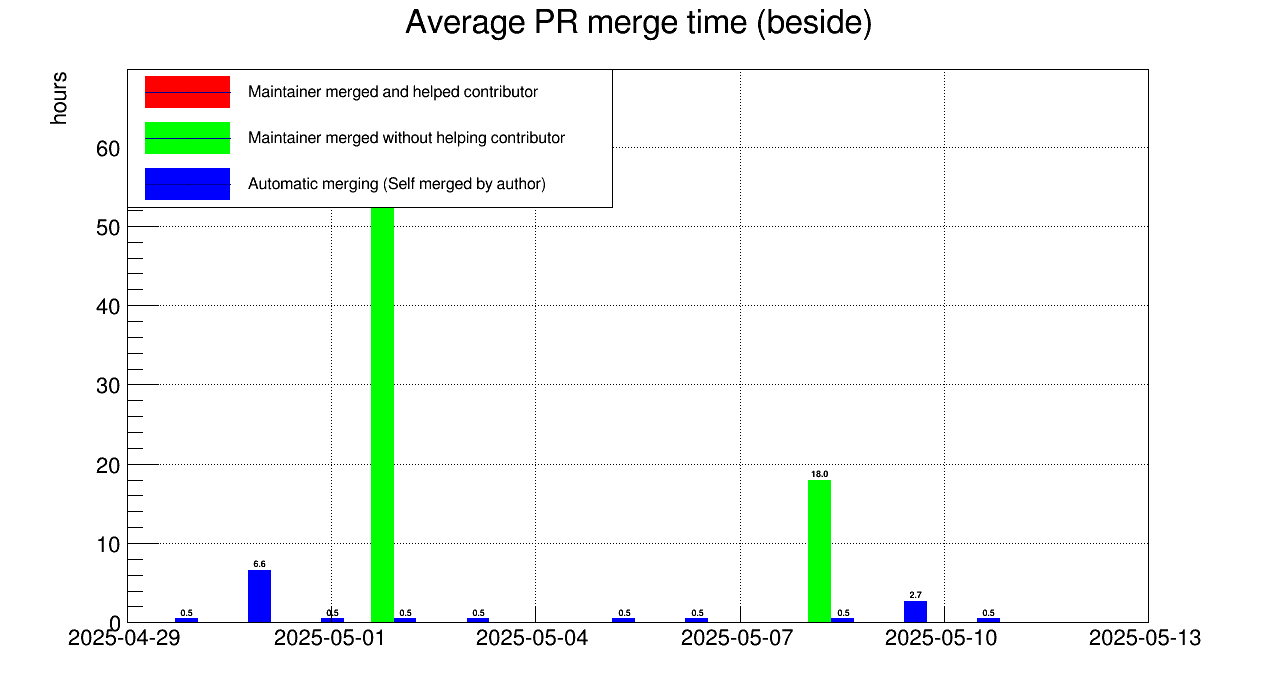 Average PR merge time (beside)
hours
Maintainer merged and helped contributor
Maintainer merged without helping contributor
Automatic merging (Self merged by author)
60
50
40
30
20
10
0
18.0
6.6
2.7
0.5 0.5 0.5 0.5 0.5 0.5 0.5 0.5
2025-04-29 2025-05-01 2025-05-04 2025-05-07 2025-05-10 2025-05-13